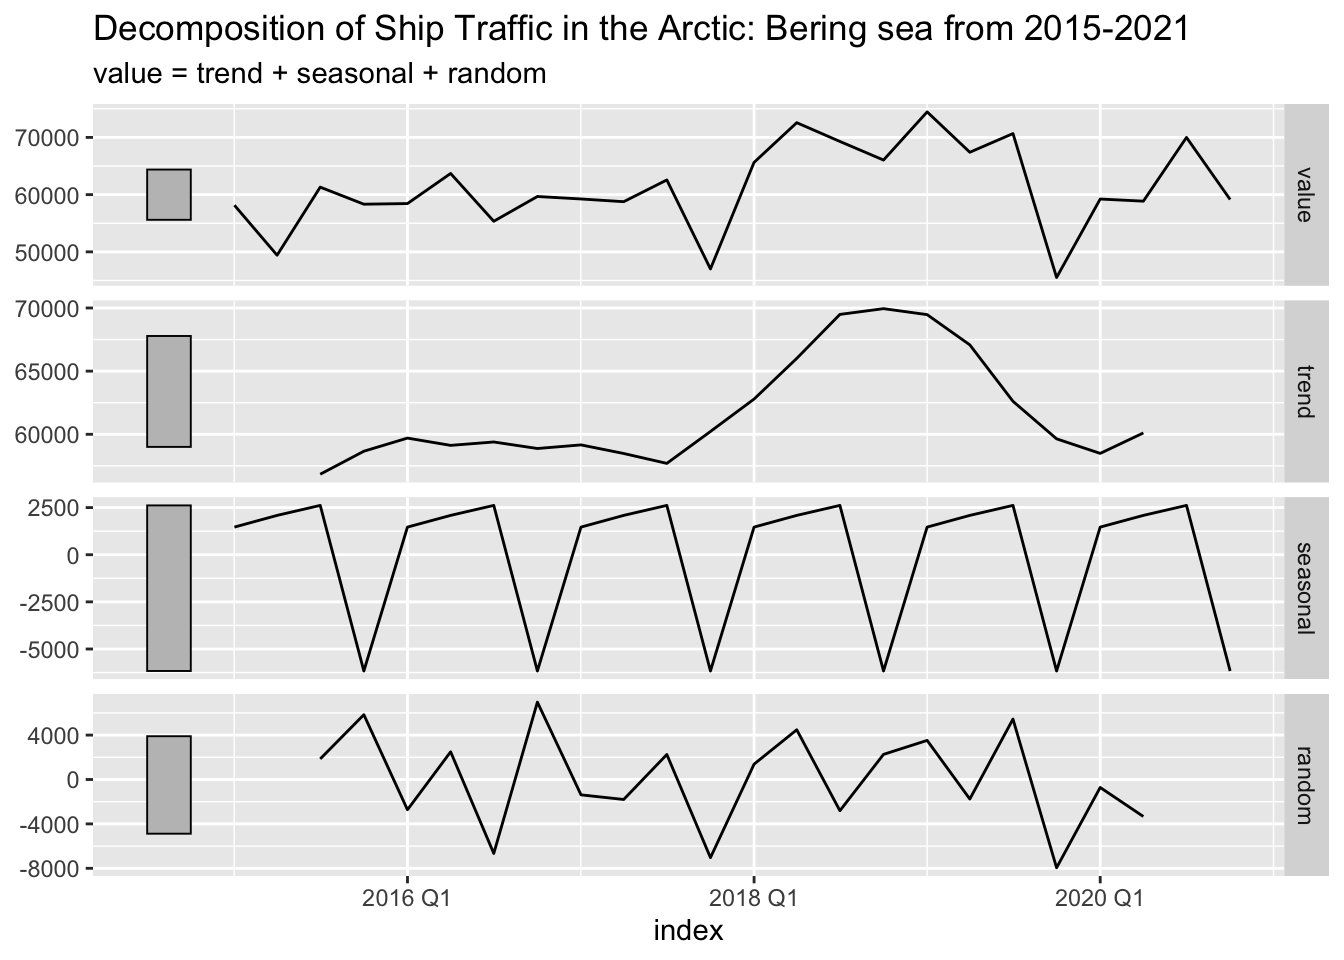 Decomposition of Ship Traffic in the Arctic: Bering sea from 2015-2021
value = trend + seasonal + random
70000
60000
50000
value
70000
65000
60000
trend
2500
0
-2500
-5000
seasonal
4000
0
-4000
-8000
random
2016 Q1
2018 Q1
2020 Q1
index